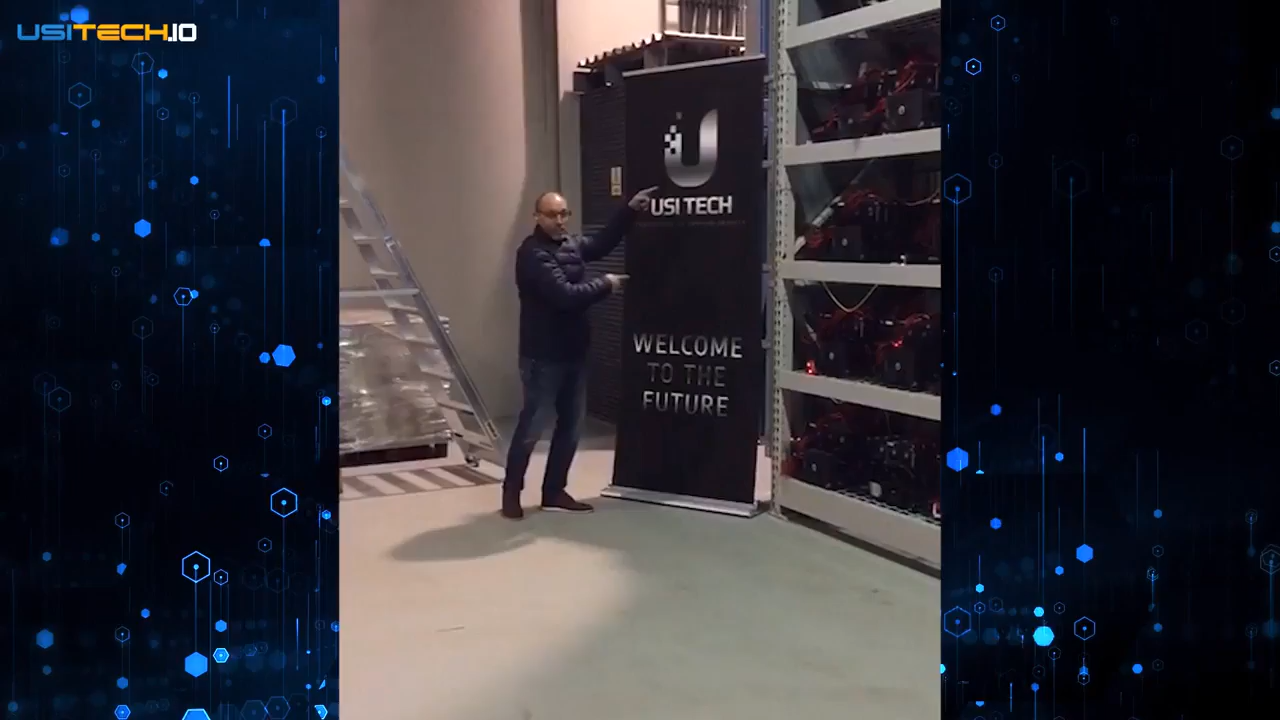 USITECH.IO
USI TECH
WELCOME
TO THE
FUTURE